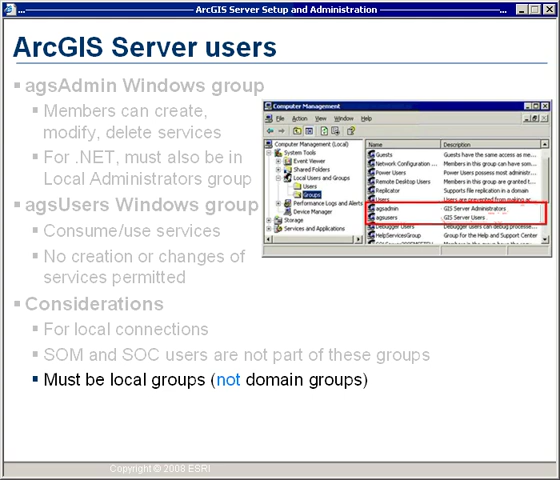 ArcGIS Server Setup and Administration
ArcGIS Server users
agsAdmin Windows group
Members can create,
modify, delete services
For .NET, must also be in
Local Administrators group
agsUsers Windows group
Consume/use services
No creation or changes of
services permitted
Considerations
For local connections
SOM and SOC users are not part of these groups
Must be local groups (not domain groups)
Computer Management
File Action View Window Help
Computer Management (Local)
System Tools
Event Viewer
Shared Folders
Local Users and Groups
Users
Groups
Performance Logs and Alerts
Device Manager
Storage
Services and Applications
Name Description
Guests Guests have the same access as me...
Network Configuration ... Members in this group can have som...
Power Users Power Users possess most administr...
Remote Desktop Users Members in this group are granted t...
Replicator Supports file replication in a domain
Users Users are prevented from making ac...
agsadmin GIS Server Administrators
agsusers GIS Server Users
Debugger Users Debugger Users can debug processe...
HelpServicesGroup Group for the Help and Support Center
Copyright © 2008 ESRI